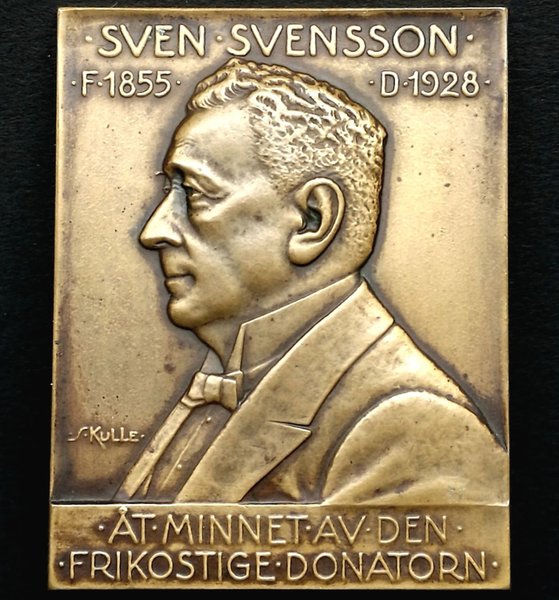 ·SVEN·SVENSSON·
·F·1855· ·D·1928·
S·KULLE·
·ÅT·MINNET·AV·DEN·
·FRIKOSTIGE·DONATORN·